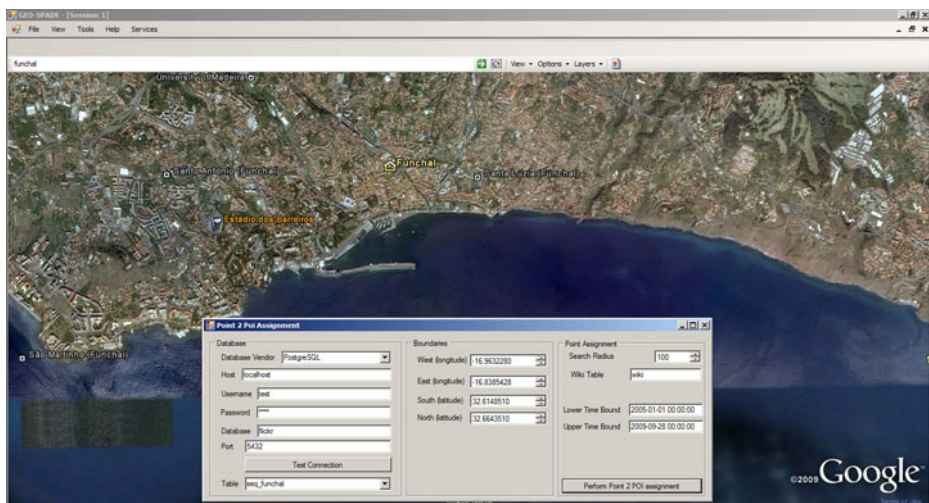 GEO-SPADE - [Session: 1]
File View Tools Help Services
funchal
View Options Layers
University of Madeira
Funchal
Santo António (Funchal)
Santa Luzia (Funchal)
Estádio dos Barreiros
São Martinho (Funchal)
Point 2 Poi Assignment
Database
Database Vendor PostgreSQL
Host localhost
Username test
Password ****
Database flickr
Port 5432
Test Connection
Table seq_funchal
Boundaries
West (longitude) -16.9632280
East (longitude) -16.8385428
South (latitude) 32.6148510
North (latitude) 32.6643510
Point Assignment
Search Radius 100
Wiki Table wiki
Lower Time Bound 2005-01-01 00:00:00
Upper Time Bound 2009-09-28 00:00:00
Perform Point 2 POI assignment
©2009 Google